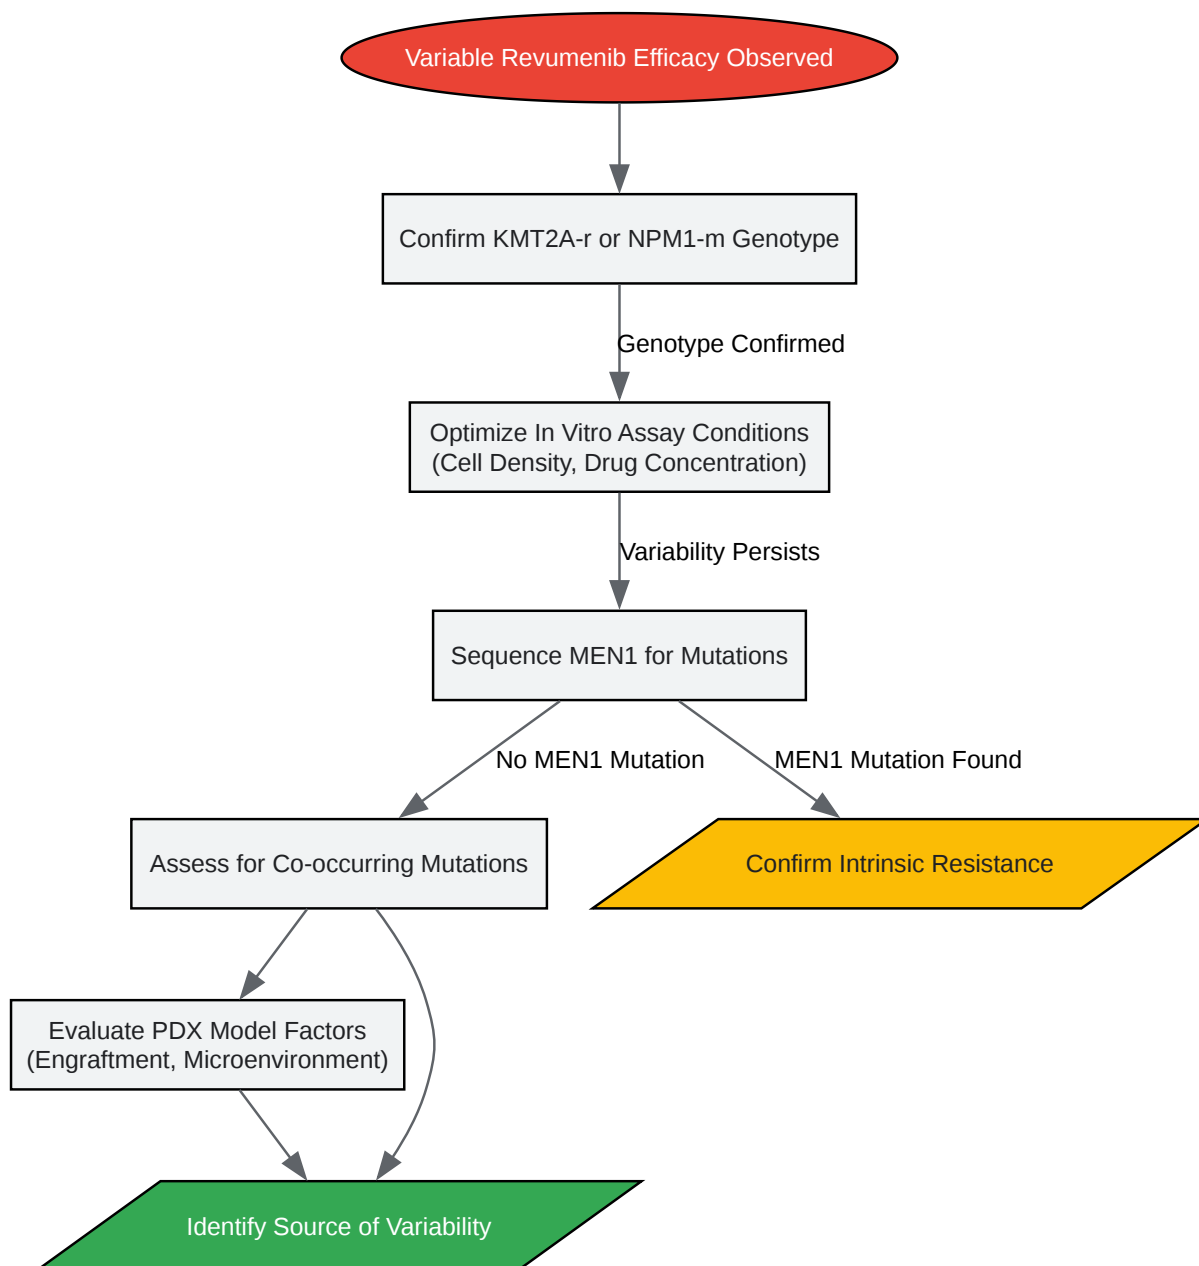 Variable Revumenib Efficacy Observed
Confirm KMT2A-r or NPM1-m Genotype
Genotype Confirmed
Optimize In Vitro Assay Conditions
(Cell Density, Drug Concentration)
Variability Persists
Sequence MEN1 for Mutations
No MEN1 Mutation
MEN1 Mutation Found
Assess for Co-occurring Mutations
Confirm Intrinsic Resistance
Evaluate PDX Model Factors
(Engraftment, Microenvironment)
Identify Source of Variability